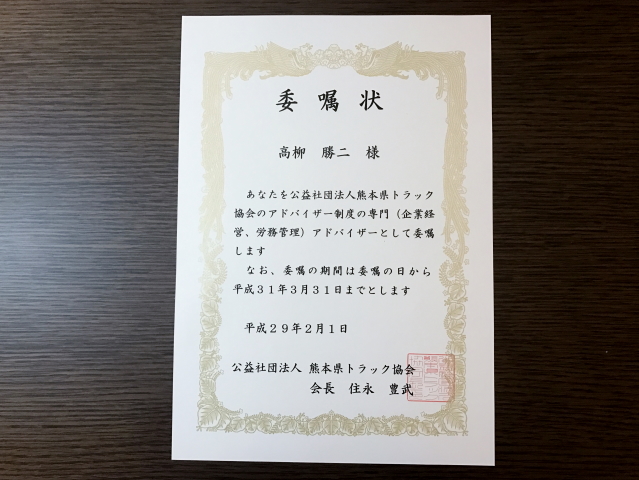 委嘱状
高柳 勝二 様
あなたを公益社団法人熊本県トラック
協会のアドバイザー制度の専門（企業経
営、労務管理）アドバイザーとして委嘱
します
なお、委嘱の期間は委嘱の日から
平成３１年３月３１日までとします
平成２９年２月１日
公益社団法人 熊本県トラック協会
会長 住永 豊武